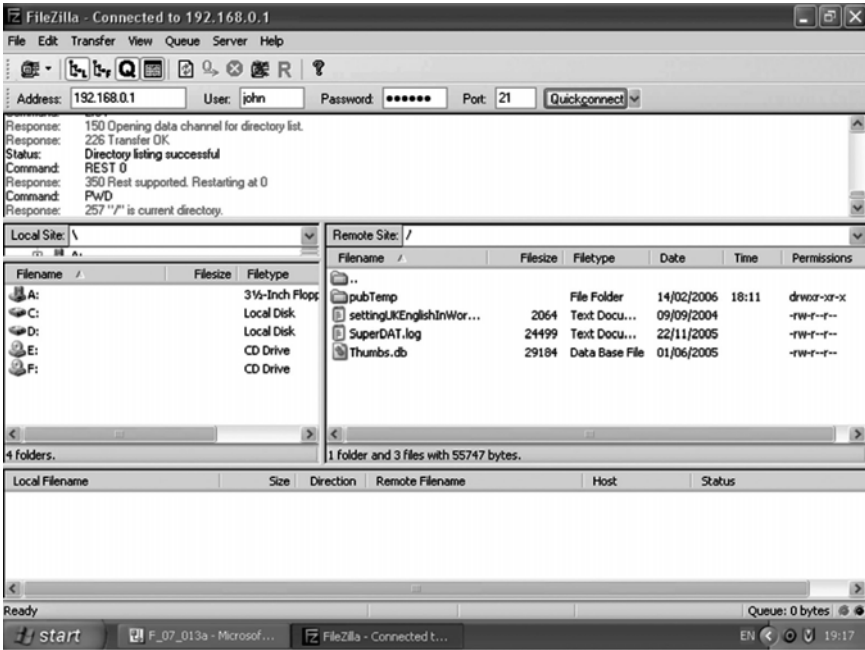 FileZilla - Connected to 192.168.0.1
File Edit Transfer View Queue Server Help
Address: 192.168.0.1 User: john Password: ●●●●●● Port: 21 Quickconnect
Response: 150 Opening data channel for directory list.
Response: 226 Transfer OK
Status: Directory listing successful
Command: REST 0
Response: 350 Rest supported. Restarting at 0
Command: PWD
Response: 257 "/" is current directory.
Local Site: \
Filename Filesize Filetype
A: 3½-Inch Flopp
C: Local Disk
D: Local Disk
E: CD Drive
F: CD Drive
4 folders.
Remote Site: /
Filename Filesize Filetype Date Time Permissions
..
pubTemp File Folder 14/02/2006 18:11 drwxr-xr-x
settingUKEnglishInWor... 2064 Text Docu... 09/09/2004 -rw-r--r--
SuperDAT.log 24499 Text Docu... 22/11/2005 -rw-r--r--
Thumbs.db 29184 Data Base File 01/06/2005 -rw-r--r--
1 folder and 3 files with 55747 bytes.
Local Filename Size Direction Remote Filename Host Status
Ready Queue: 0 bytes
start F_07_013a - Microsof... FileZilla - Connected t... EN 19:17